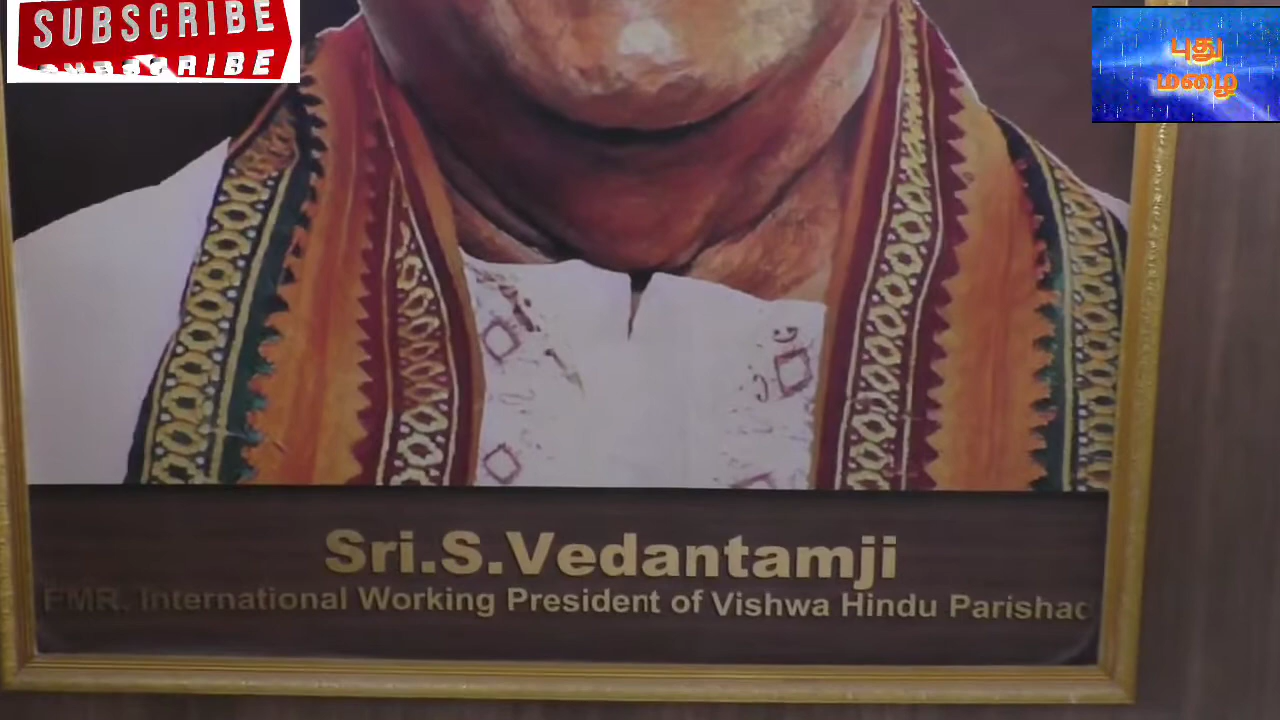 SUBSCRIBE
புது
மழை
Sri.S.Vedantamji
FMR. International Working President of Vishwa Hindu Parishad